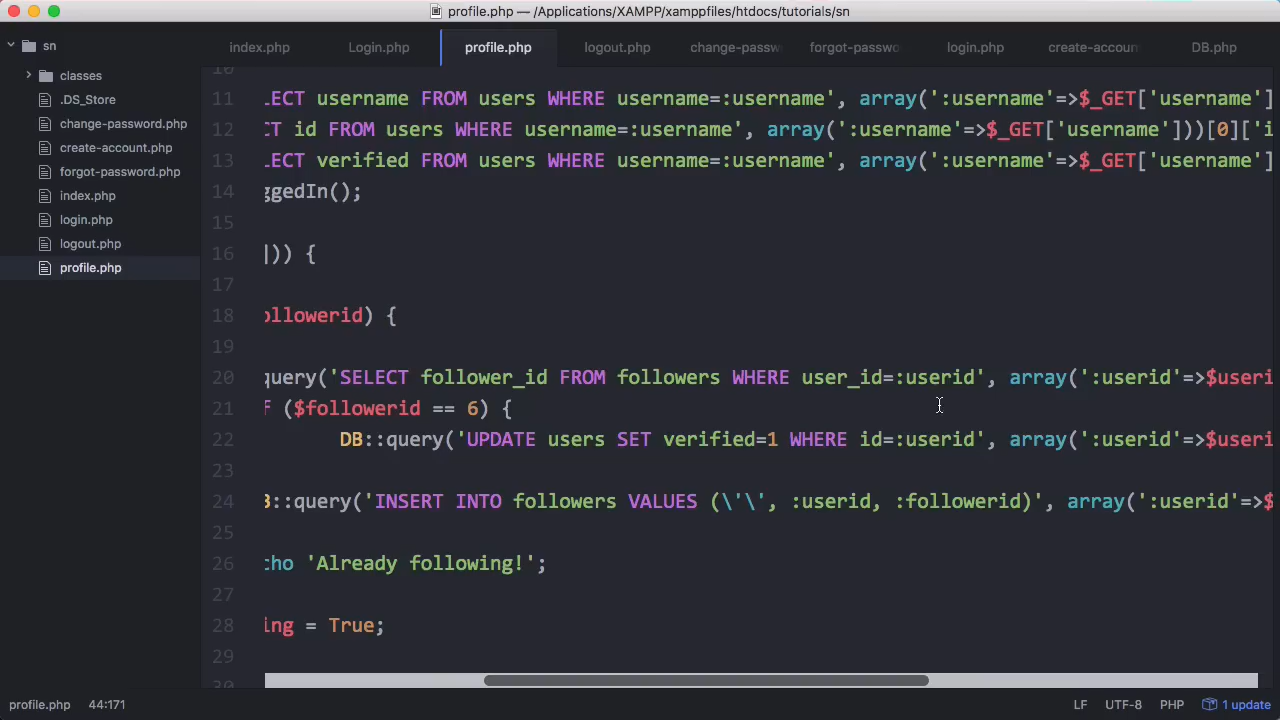 profile.php — /Applications/XAMPP/xamppfiles/htdocs/tutorials/sn
sn
index.php
Login.php
profile.php
logout.php
change-passw
forgot-passwo
login.php
create-accoun
DB.php
classes
.DS_Store
change-password.php
create-account.php
forgot-password.php
index.php
login.php
logout.php
profile.php
10
11 LECT username FROM users WHERE username=:username', array(':username'=>$_GET['username']
12 CT id FROM users WHERE username=:username', array(':username'=>$_GET['username']))[0]['i
13 LECT verified FROM users WHERE username=:username', array(':username'=>$_GET['username']
14 ggedIn();
15
16 ])) {
17
18 ollowerid) {
19
20 query('SELECT follower_id FROM followers WHERE user_id=:userid', array(':userid'=>$useri
21 F ($followerid == 6) {
22 DB::query('UPDATE users SET verified=1 WHERE id=:userid', array(':userid'=>$useri
23
24 B::query('INSERT INTO followers VALUES (\'\', :userid, :followerid)', array(':userid'=>$
25
26 cho 'Already following!';
27
28 ing = True;
29
30
profile.php 44:171 LF UTF-8 PHP 1 update